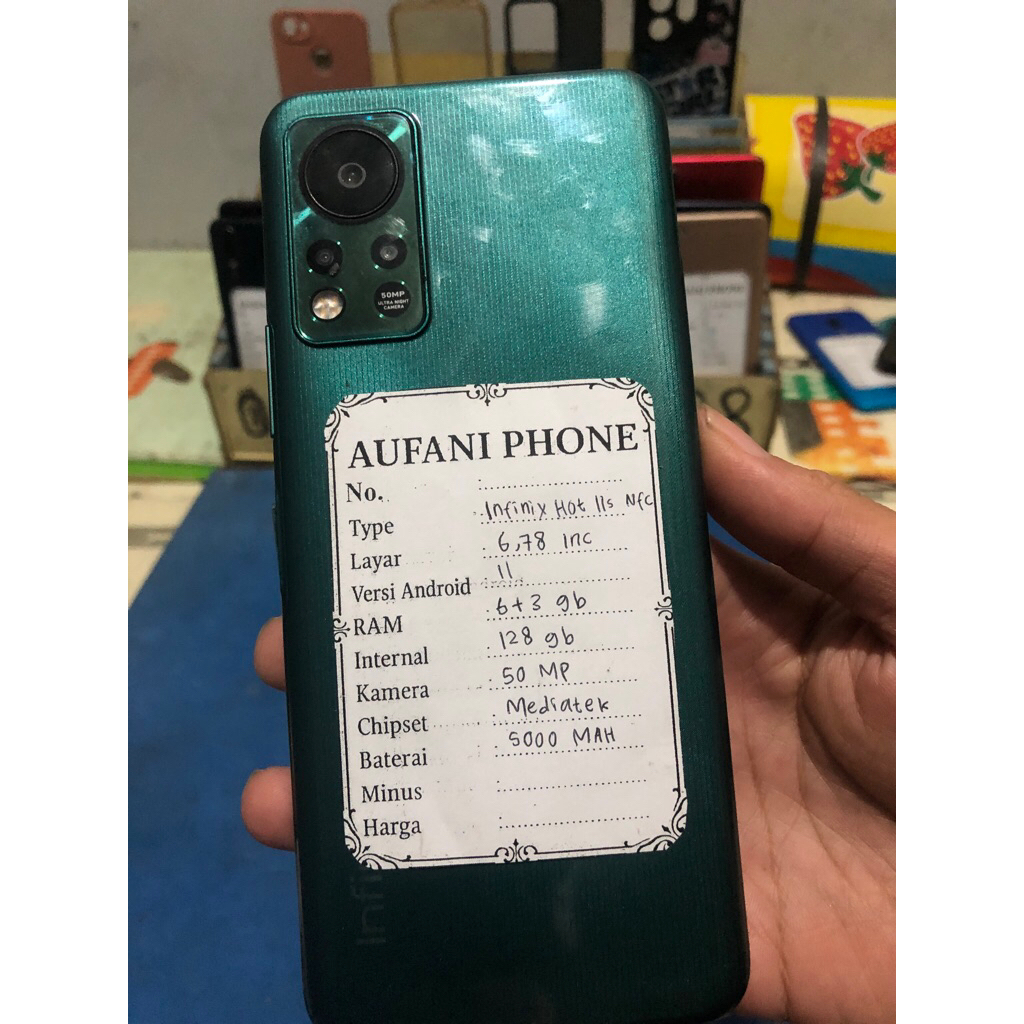 50MP
ULTRA NIGHT
CAMERA
AUFANI PHONE
No. :
Type : Infinix Hot 11s Nfc
Layar : 6,78 Inc
Versi Android : 11
RAM : 6+3 gb
Internal : 128 gb
Kamera : 50 MP
Chipset : Mediatek
Baterai : 5000 MAH
Minus :
Harga :
Infi